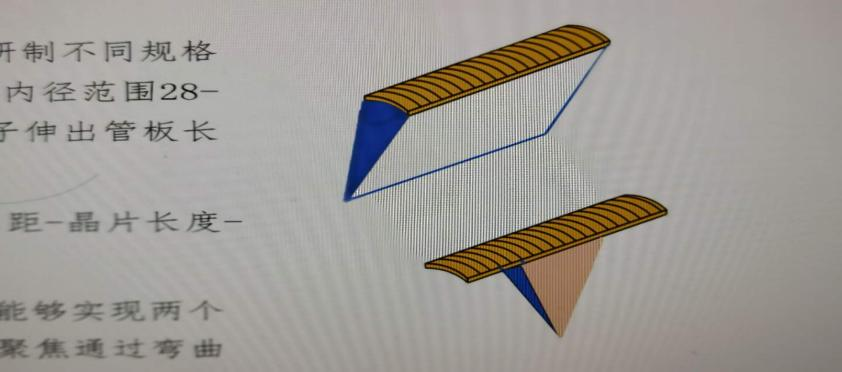 研制不同规格
内径范围28-
子伸出管板长
距-晶片长度-
能够实现两个
聚焦通过弯曲